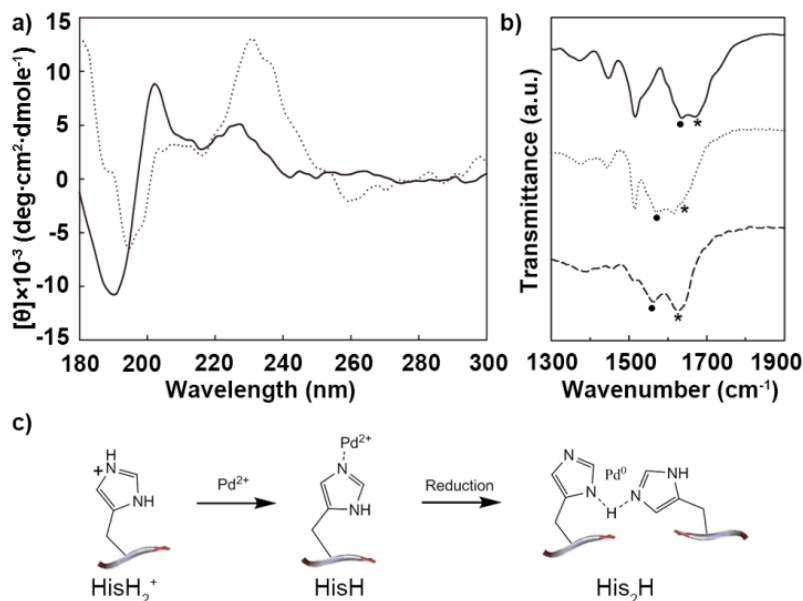 a)
[θ]×10⁻³ (deg·cm²·dmole⁻¹)
15
10
5
0
-5
-10
-15
180 200 220 240 260 280 300
Wavelength (nm)
b)
Transmittance (a.u.)
• *
• *
• *
1300 1500 1700 1900
Wavenumber (cm⁻¹)
c)
H
N
+
NH
HisH₂⁺
Pd²⁺
Pd²⁺
N
NH
HisH
Reduction
N
N
H
Pd⁰
N
NH
His₂H